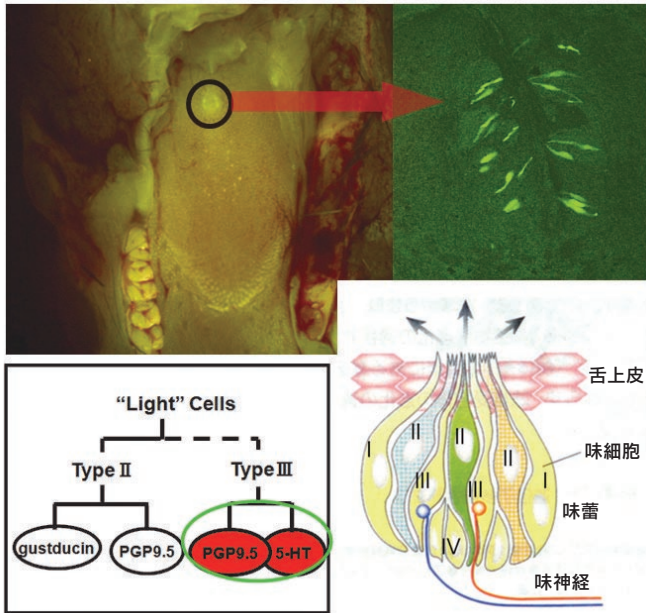 "Light" Cells
Type II Type III
gustducin PGP9.5 PGP9.5 5-HT
舌上皮
味細胞
味蕾
味神経
I II II II I
III III
IV